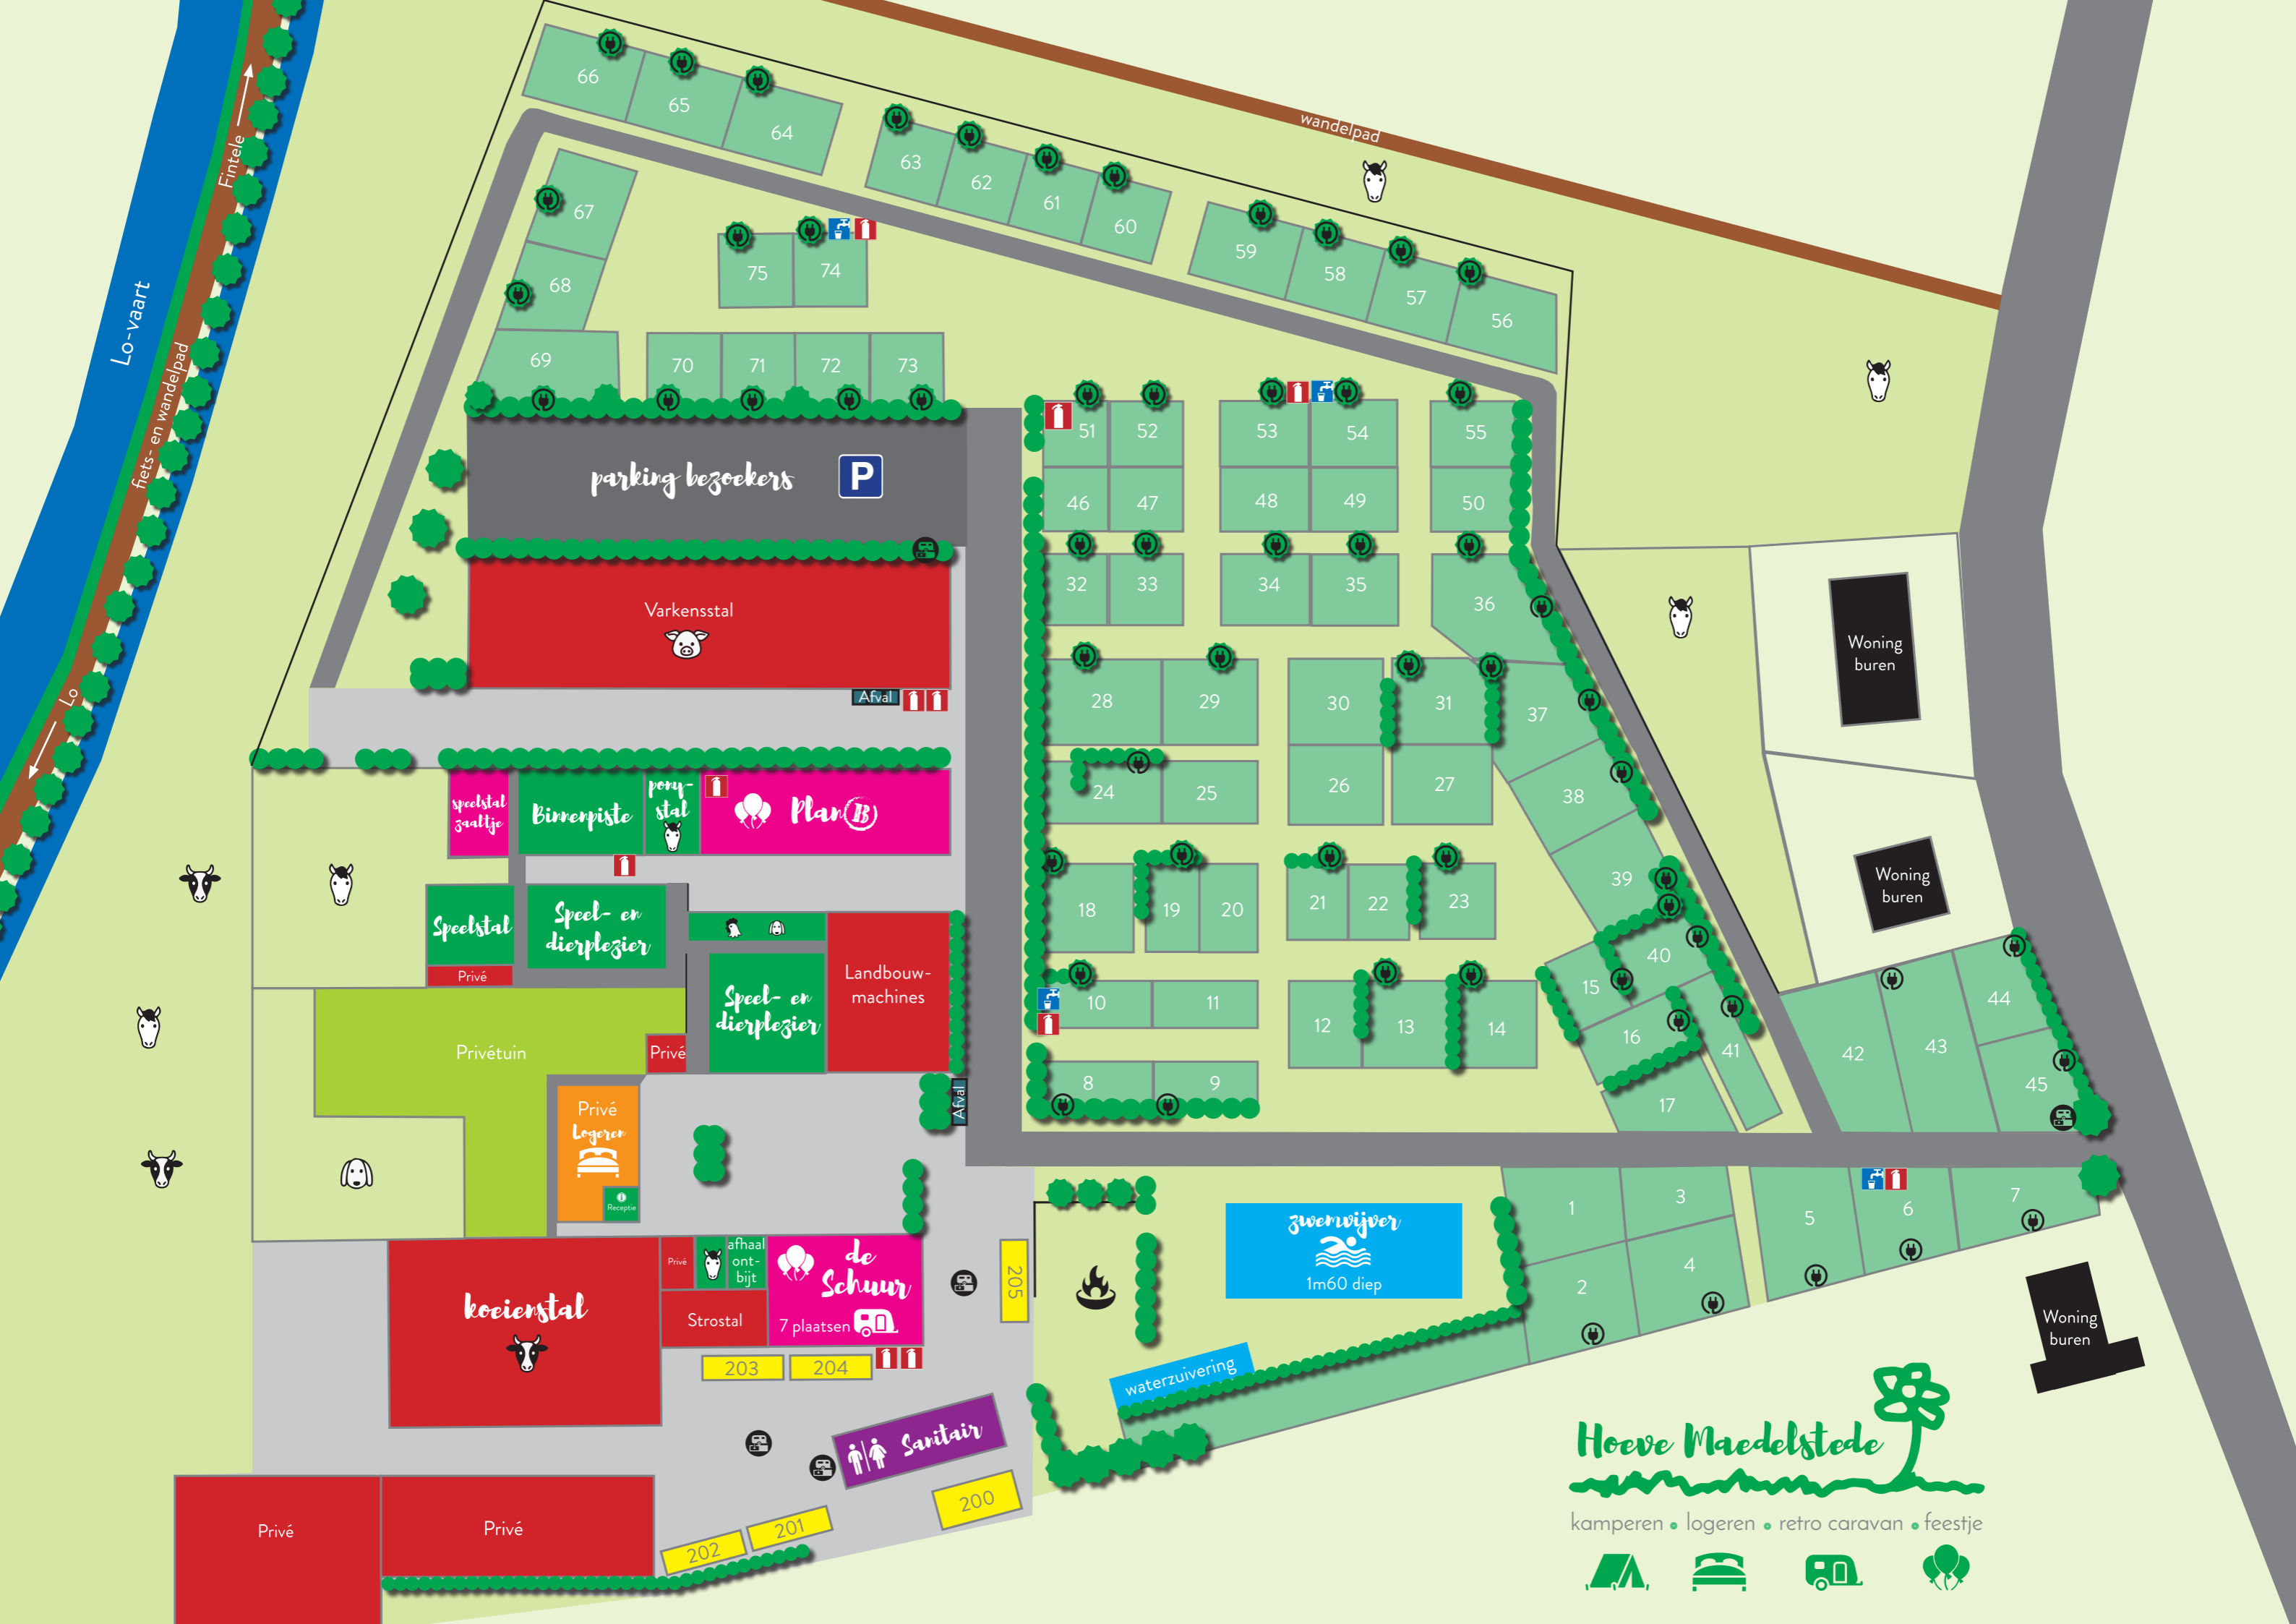 66
65
64
63
62
61
60
59
58
57
56
wandelpad
Fintele
Lo-vaart
fiets- en wandelpad
Lo
67
68
69
75
74
70
71
72
73
parking bezoekers
P
Varkensstal
Afval
51
52
53
54
55
46
47
48
49
50
32
33
34
35
36
28
29
30
31
37
24
25
26
27
38
39
18
19
20
21
22
23
40
15
10
11
12
13
14
16
41
8
9
17
42
43
44
45
Woning
buren
Woning
buren
speelstal
zaaltje
Binnenpiste
pony-
stal
Plan B
Speelstal
Privé
Speel- en
dierplezier
Speel- en
dierplezier
Landbouw-
machines
Privétuin
Privé
Privé
Logeren
Receptie
Afval
koeienstal
Privé
afhaal
ont-
bijt
de
Schuur
7 plaatsen
Strostal
203
204
205
Sanitair
200
201
202
Privé
Privé
zwemvijver
1m60 diep
waterzuivering
1
3
2
4
5
6
7
Woning
buren
Hoeve Maedelstede
kamperen • logeren • retro caravan • feestje